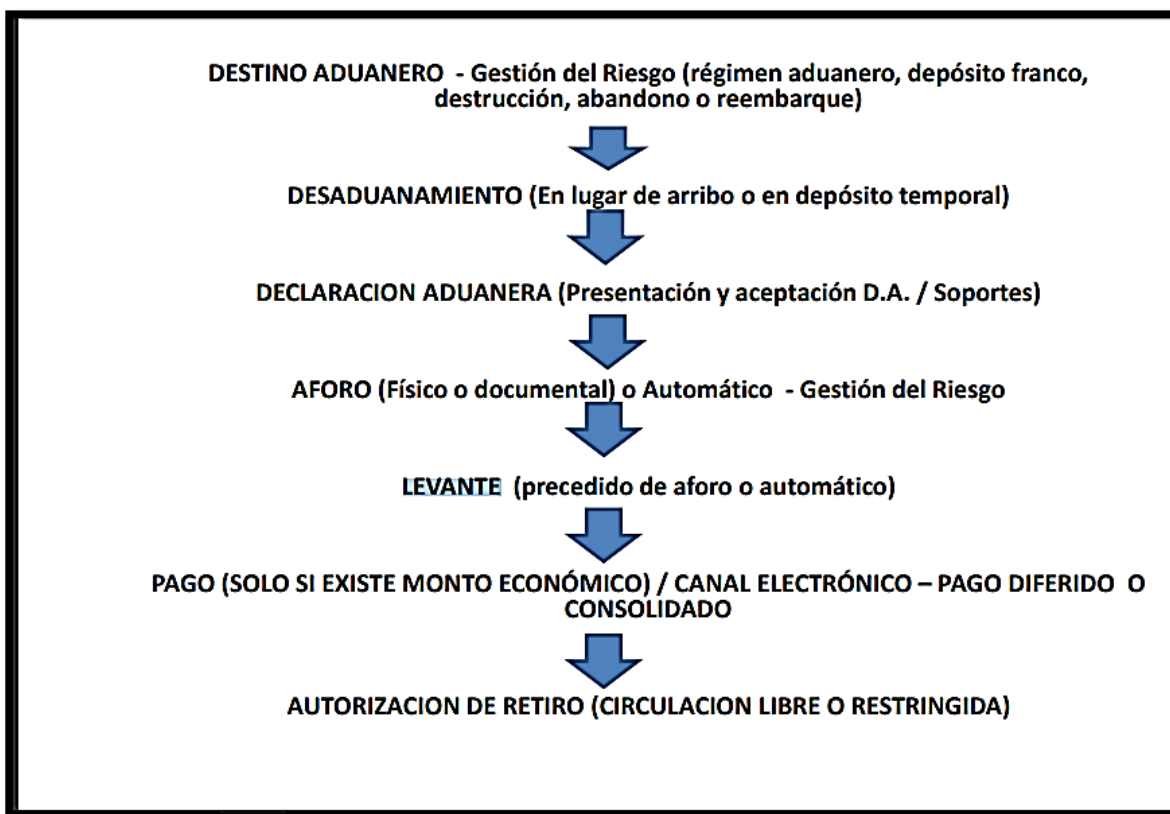 DESTINO ADUANERO - Gestión del Riesgo (régimen aduanero, depósito franco,
destrucción, abandono o reembarque)
DESADUANAMIENTO (En lugar de arribo o en depósito temporal)
DECLARACION ADUANERA (Presentación y aceptación D.A. / Soportes)
AFORO (Físico o documental) o Automático - Gestión del Riesgo
LEVANTE (precedido de aforo o automático)
PAGO (SOLO SI EXISTE MONTO ECONÓMICO) / CANAL ELECTRÓNICO – PAGO DIFERIDO O
CONSOLIDADO
AUTORIZACION DE RETIRO (CIRCULACION LIBRE O RESTRINGIDA)